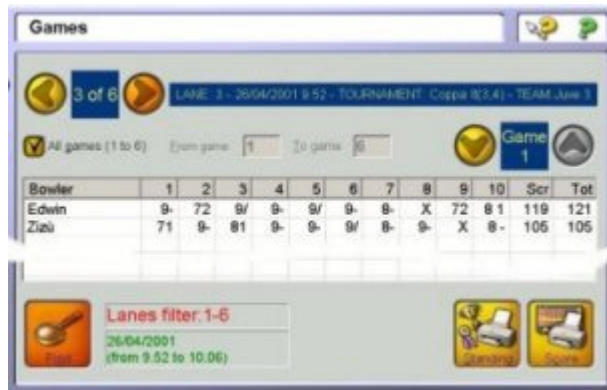 Games
3 of 6
LANE 3 - 26/04/2001 9.52 - TOURNAMENT: Coppa 8(3,4) - TEAM: Juve 3
All games (1 to 6) From game 1 To game 6
Game
1
Bowler 1 2 3 4 5 6 7 8 9 10 Scr Tot
Edwin 9- 72 9/ 9- 9/ 9- 8- X 72 8 1 119 121
Zizù 71 9- 81 9- 9- 9/ 8- 9- X 8 - 105 105
Lanes filter: 1-6
26/04/2001
(from 9.52 to 10.06)
Find
Standing
Score